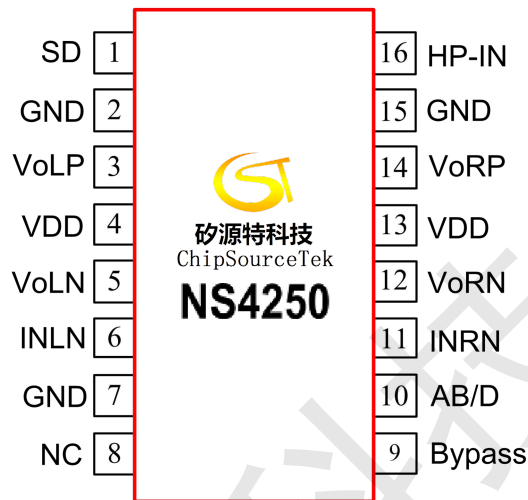 SD 1 16 HP-IN
GND 2 15 GND
VoLP 3 14 VoRP
VDD 4 13 VDD
矽源特科技
ChipSourceTek
NS4250
VoLN 5 12 VoRN
INLN 6 11 INRN
GND 7 10 AB/D
NC 8 9 Bypass